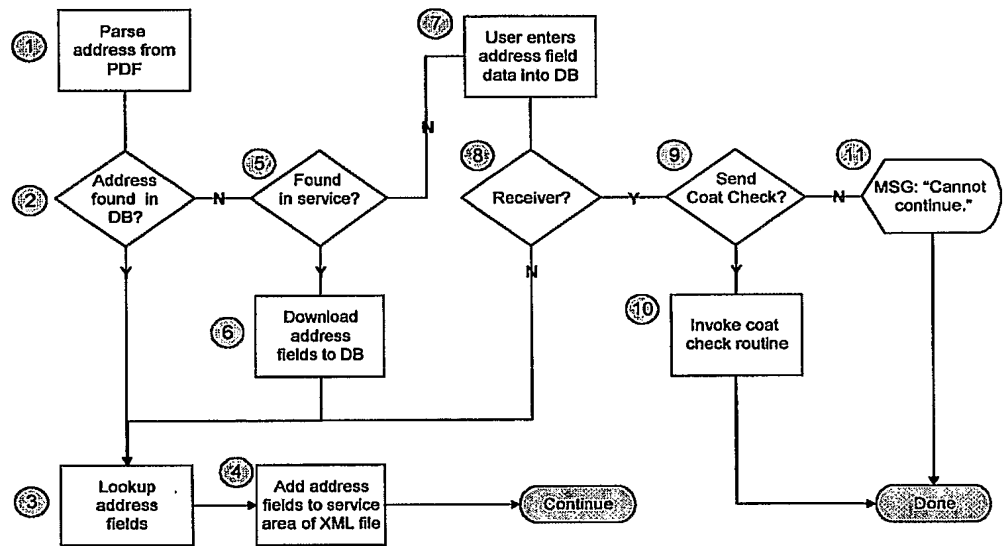 1
Parse
address from
PDF
7
User enters
address field
data into DB
N
2
Address
found in
DB?
N
5
Found
in service?
8
Receiver?
Y
9
Send
Coat Check?
N
11
MSG: “Cannot
continue.”
Y
Y
N
Y
6
Download
address
fields to DB
10
Invoke coat
check routine
3
Lookup
address
fields
4
Add address
fields to service
area of XML file
Continue
Done